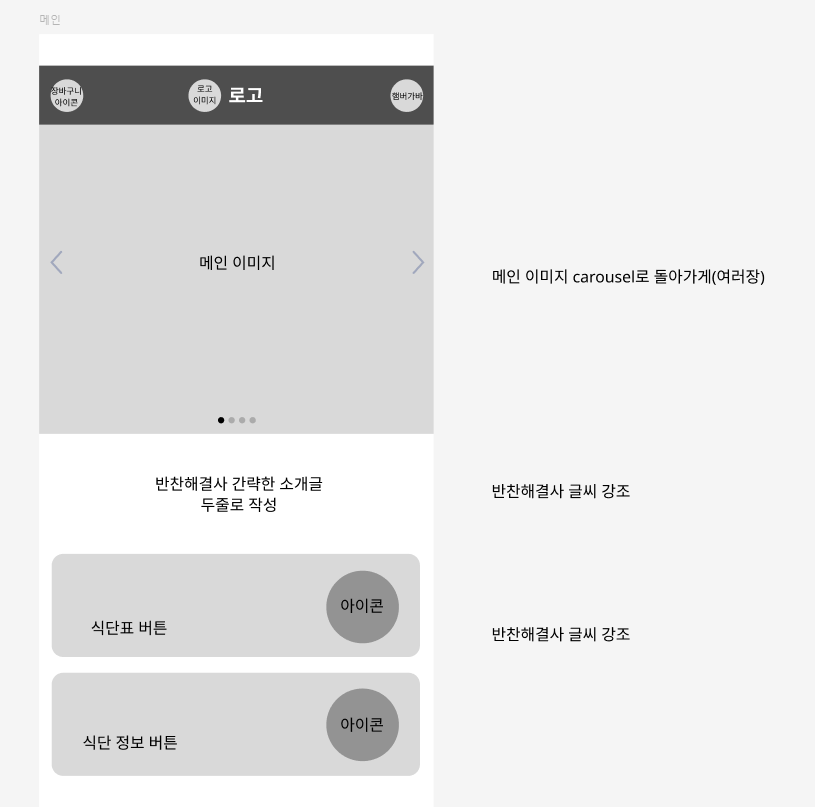 메인
장바구니
아이콘
로고
이미지
로고
햄버가바
메인 이미지
메인 이미지 carousel로 돌아가게(여러장)
반찬해결사 간략한 소개글
두줄로 작성
반찬해결사 글씨 강조
식단표 버튼
아이콘
반찬해결사 글씨 강조
식단 정보 버튼
아이콘